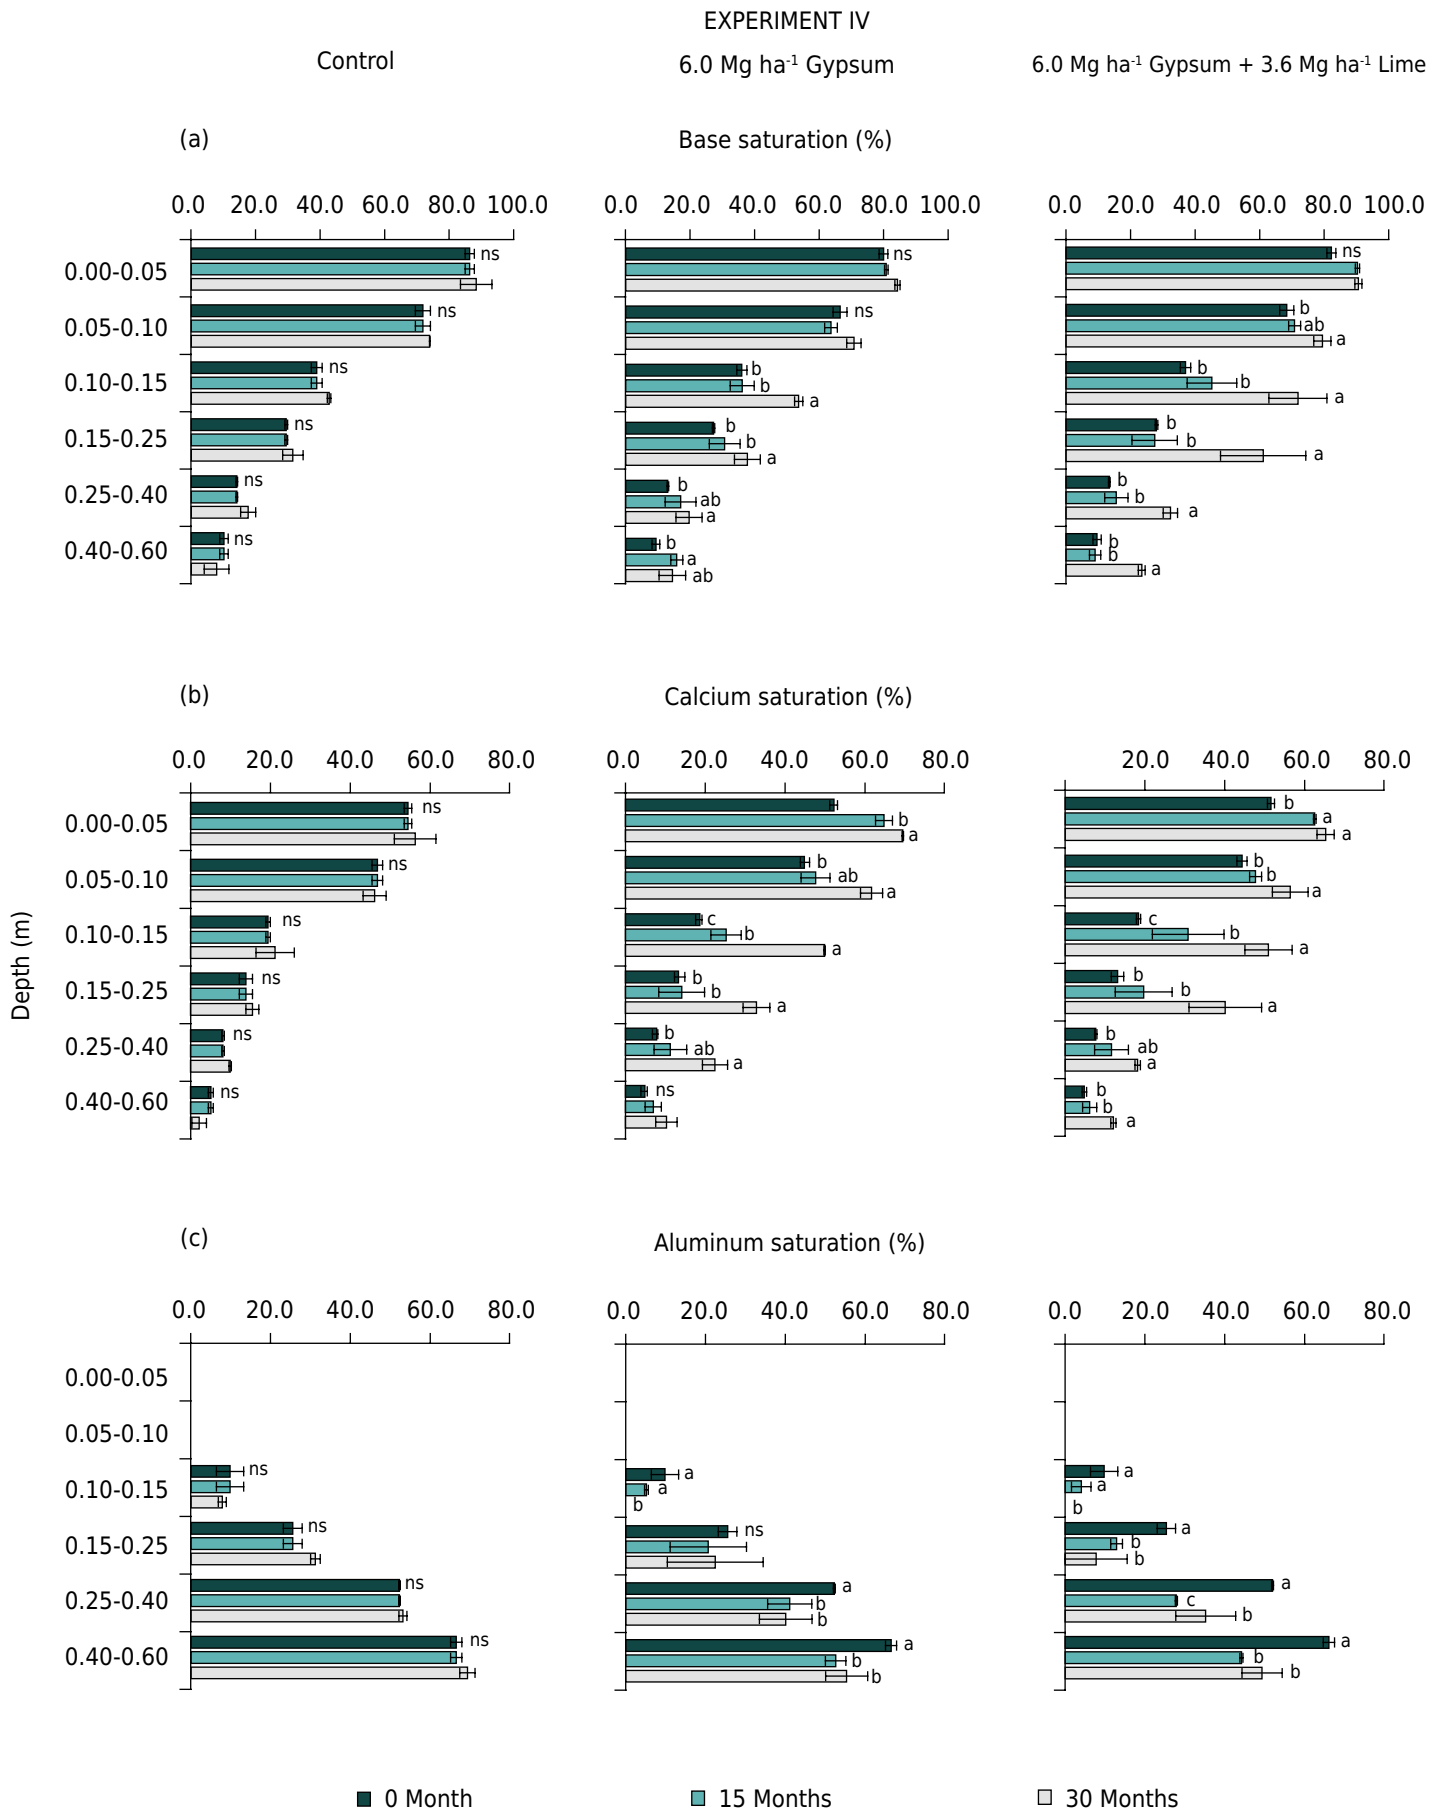 EXPERIMENT IV
Control
6.0 Mg ha⁻¹ Gypsum
6.0 Mg ha⁻¹ Gypsum + 3.6 Mg ha⁻¹ Lime
(a)
Base saturation (%)
0.0 20.0 40.0 60.0 80.0 100.0 0.0 20.0 40.0 60.0 80.0 100.0 0.0 20.0 40.0 60.0 80.0 100.0
0.00-0.05 ns ns ns
0.05-0.10 ns ns b
ab
a
0.10-0.15 ns b b
b b
a a
0.15-0.25 ns b b
b b
a a
0.25-0.40 ns b b
ab b
a a
0.40-0.60 ns b b
a b
ab a
(b)
Calcium saturation (%)
0.0 20.0 40.0 60.0 80.0 0.0 20.0 40.0 60.0 80.0 20.0 40.0 60.0 80.0
0.00-0.05 ns b
b a
a a
0.05-0.10 ns b b
ab b
a a
0.10-0.15 ns c c
b b
a a
0.15-0.25 ns b b
b b
a a
0.25-0.40 ns b b
ab ab
a a
0.40-0.60 ns ns b
b
a
Depth (m)
(c)
Aluminum saturation (%)
0.0 20.0 40.0 60.0 80.0 0.0 20.0 40.0 60.0 80.0 0.0 20.0 40.0 60.0 80.0
0.00-0.05
0.05-0.10
0.10-0.15 ns a a
a a
b b
0.15-0.25 ns ns a
b
b
0.25-0.40 ns a a
b c
b b
0.40-0.60 ns a a
b b
b b
0 Month
15 Months
30 Months